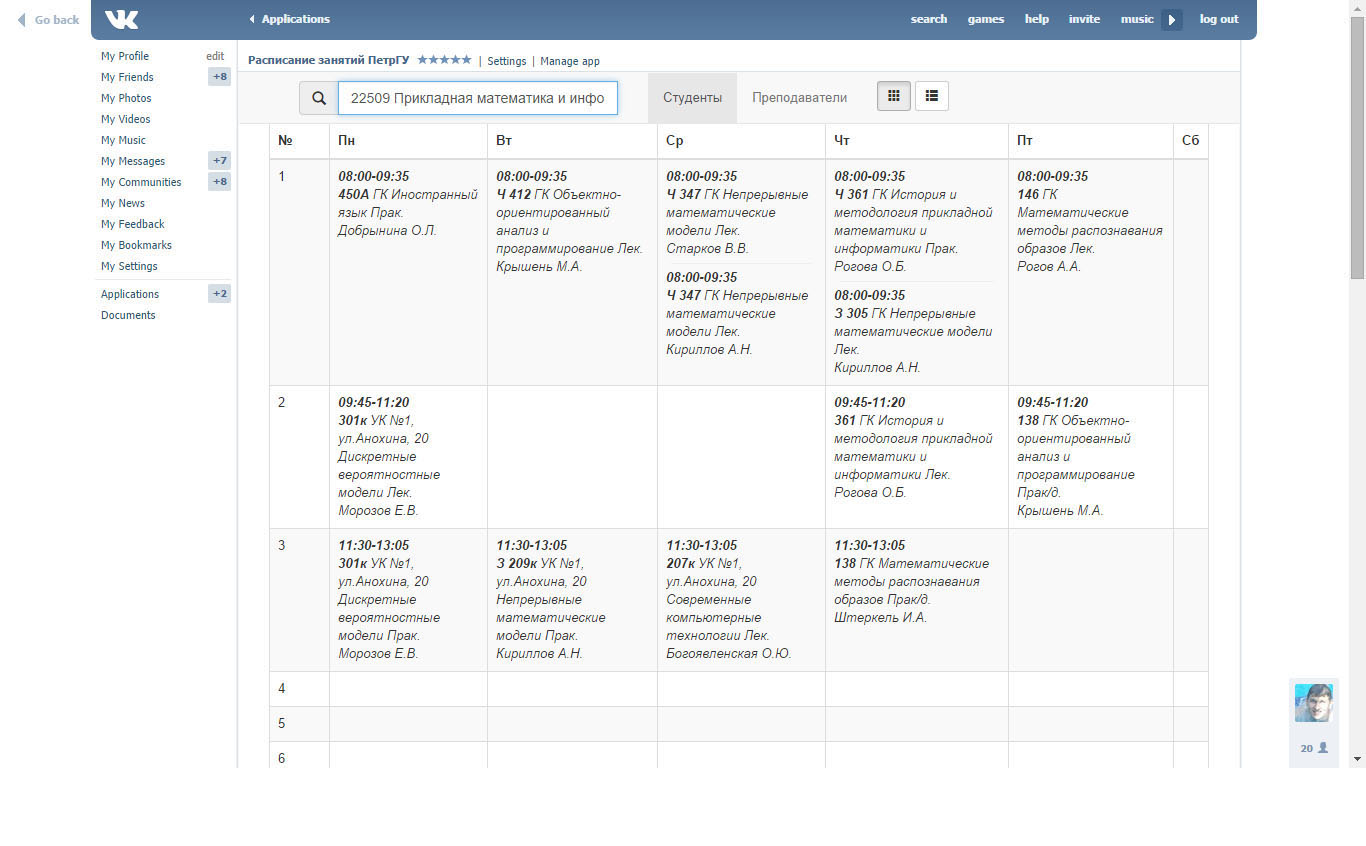 Go back
Applications
search games help invite music log out
My Profile edit
My Friends +8
My Photos
My Videos
My Music
My Messages +7
My Communities +8
My News
My Feedback
My Bookmarks
My Settings
Applications +2
Documents
Расписание занятий ПетрГУ | Settings | Manage app
22509 Прикладная математика и инфо
Студенты Преподаватели
№ Пн Вт Ср Чт Пт Сб
1
08:00-09:35
450А ГК Иностранный
язык Прак.
Добрынина О.Л.
08:00-09:35
Ч 412 ГК Объектно-
ориентированный
анализ и
программирование Лек.
Крышень М.А.
08:00-09:35
Ч 347 ГК Непрерывные
математические
модели Лек.
Старков В.В.
08:00-09:35
Ч 347 ГК Непрерывные
математические
модели Лек.
Кириллов А.Н.
08:00-09:35
Ч 361 ГК История и
методология прикладной
математики и
информатики Прак.
Рогова О.Б.
08:00-09:35
З 305 ГК Непрерывные
математические модели
Лек.
Кириллов А.Н.
08:00-09:35
146 ГК
Математические
методы распознавания
образов Лек.
Рогов А.А.
2
09:45-11:20
301к УК №1,
ул.Анохина, 20
Дискретные
вероятностные
модели Лек.
Морозов Е.В.
09:45-11:20
361 ГК История и
методология прикладной
математики и
информатики Лек.
Рогова О.Б.
09:45-11:20
138 ГК Объектно-
ориентированный
анализ и
программирование
Прак/д.
Крышень М.А.
3
11:30-13:05
301к УК №1,
ул.Анохина, 20
Дискретные
вероятностные
модели Прак.
Морозов Е.В.
11:30-13:05
З 209к УК №1,
ул.Анохина, 20
Непрерывные
математические
модели Прак.
Кириллов А.Н.
11:30-13:05
207к УК №1,
ул.Анохина, 20
Современные
компьютерные
технологии Лек.
Богоявленская О.Ю.
11:30-13:05
138 ГК Математические
методы распознавания
образов Прак/д.
Штеркель И.А.
4
5
6
20